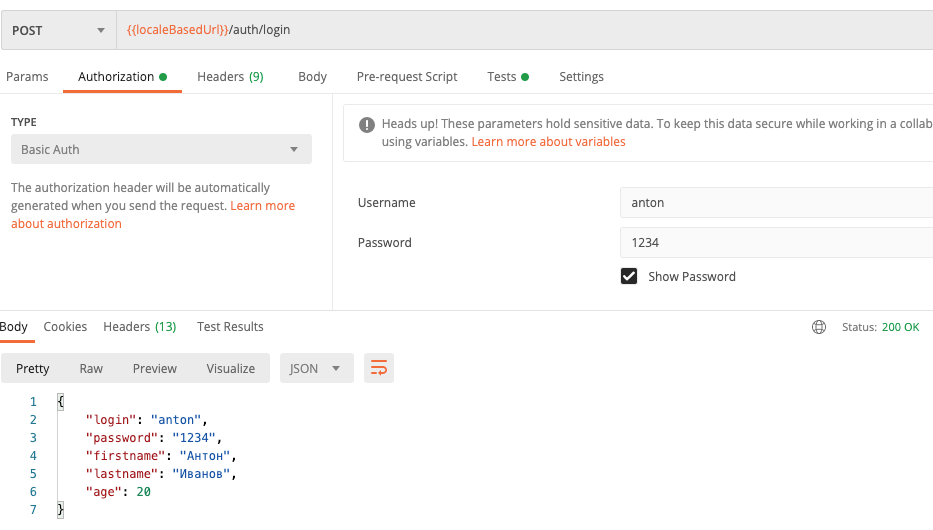 POST {{localeBasedUrl}}/auth/login
Params Authorization Headers (9) Body Pre-request Script Tests Settings
TYPE
Basic Auth
The authorization header will be automatically
generated when you send the request. Learn more
about authorization
Heads up! These parameters hold sensitive data. To keep this data secure while working in a collab
using variables. Learn more about variables
Username anton
Password 1234
Show Password
Body Cookies Headers (13) Test Results Status: 200 OK
Pretty Raw Preview Visualize JSON
1 {
2 "login": "anton",
3 "password": "1234",
4 "firstname": "Антон",
5 "lastname": "Иванов",
6 "age": 20
7 }